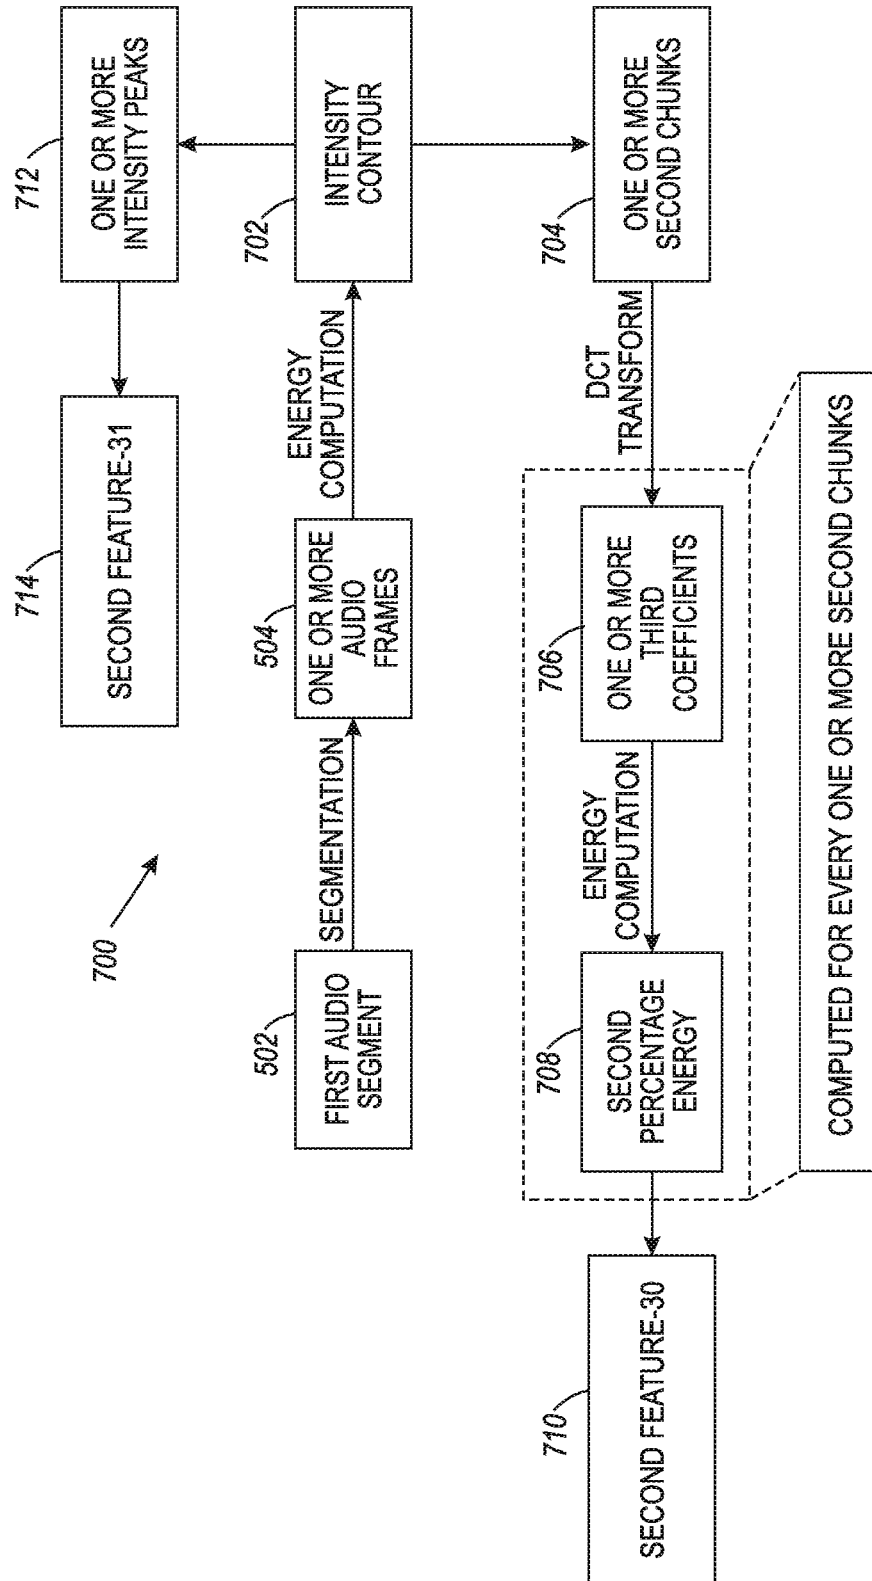 700
714
SECOND FEATURE-31
712
ONE OR MORE
INTENSITY PEAKS
502
FIRST AUDIO
SEGMENT
SEGMENTATION
504
ONE OR MORE
AUDIO
FRAMES
ENERGY
COMPUTATION
702
INTENSITY
CONTOUR
710
SECOND FEATURE-30
708
SECOND
PERCENTAGE
ENERGY
ENERGY
COMPUTATION
706
ONE OR MORE
THIRD
COEFFICIENTS
DCT
TRANSFORM
704
ONE OR MORE
SECOND CHUNKS
COMPUTED FOR EVERY ONE OR MORE SECOND CHUNKS